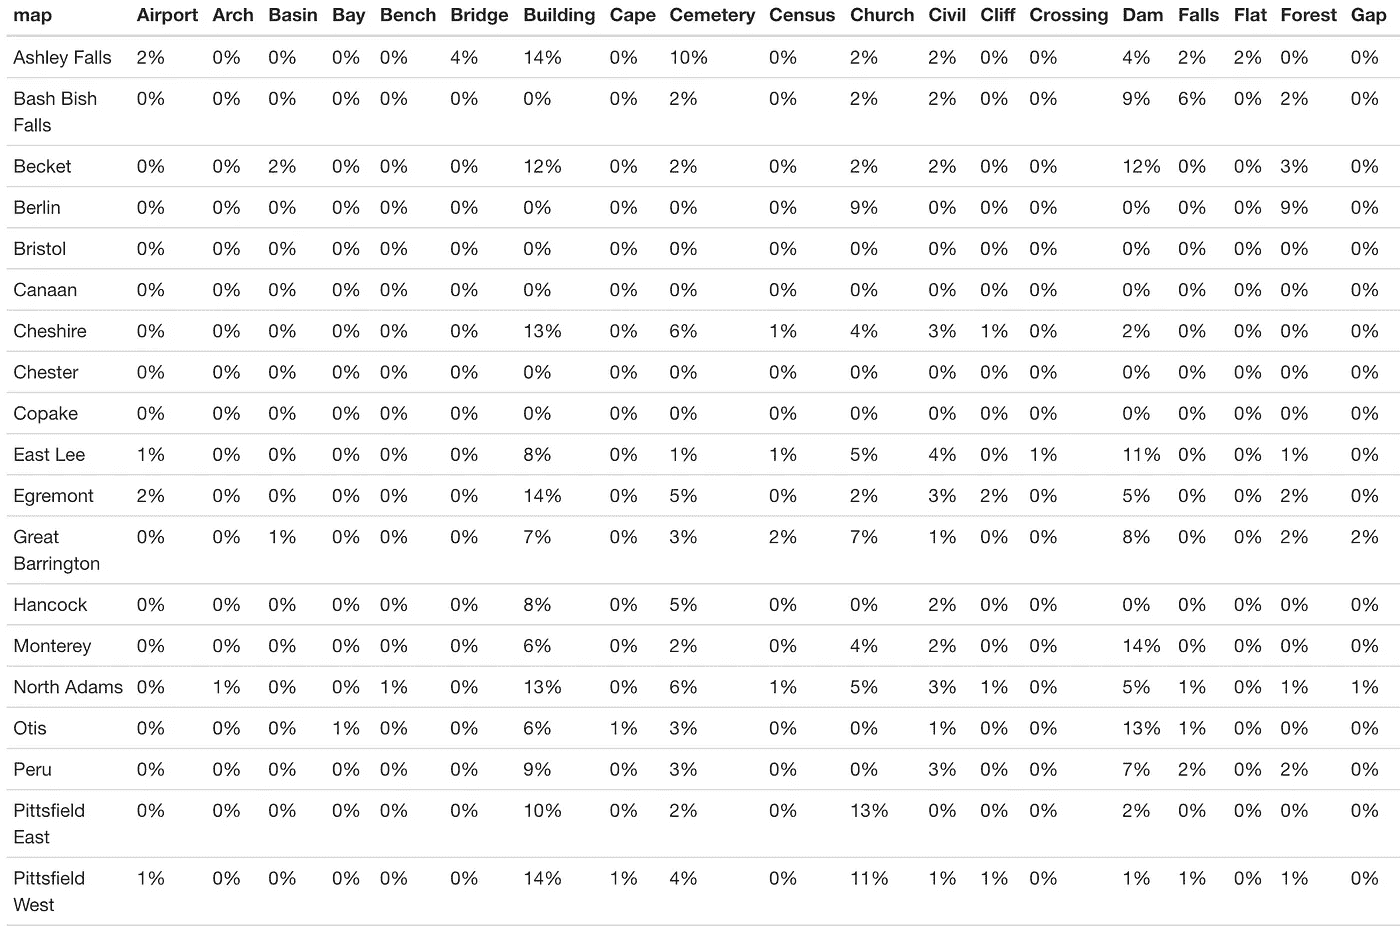 map Airport Arch Basin Bay Bench Bridge Building Cape Cemetery Census Church Civil Cliff Crossing Dam Falls Flat Forest Gap
Ashley Falls 2% 0% 0% 0% 0% 4% 14% 0% 10% 0% 2% 2% 0% 0% 4% 2% 2% 0% 0%
Bash Bish 0% 0% 0% 0% 0% 0% 0% 0% 2% 0% 2% 2% 0% 0% 9% 6% 0% 2% 0%
Falls
Becket 0% 0% 2% 0% 0% 0% 12% 0% 2% 0% 2% 2% 0% 0% 12% 0% 0% 3% 0%
Berlin 0% 0% 0% 0% 0% 0% 0% 0% 0% 0% 9% 0% 0% 0% 0% 0% 0% 9% 0%
Bristol 0% 0% 0% 0% 0% 0% 0% 0% 0% 0% 0% 0% 0% 0% 0% 0% 0% 0% 0%
Canaan 0% 0% 0% 0% 0% 0% 0% 0% 0% 0% 0% 0% 0% 0% 0% 0% 0% 0% 0%
Cheshire 0% 0% 0% 0% 0% 0% 13% 0% 6% 1% 4% 3% 1% 0% 2% 0% 0% 0% 0%
Chester 0% 0% 0% 0% 0% 0% 0% 0% 0% 0% 0% 0% 0% 0% 0% 0% 0% 0% 0%
Copake 0% 0% 0% 0% 0% 0% 0% 0% 0% 0% 0% 0% 0% 0% 0% 0% 0% 0% 0%
East Lee 1% 0% 0% 0% 0% 0% 8% 0% 1% 1% 5% 4% 0% 1% 11% 0% 0% 1% 0%
Egremont 2% 0% 0% 0% 0% 0% 14% 0% 5% 0% 2% 3% 2% 0% 5% 0% 0% 2% 0%
Great 0% 0% 1% 0% 0% 0% 7% 0% 3% 2% 7% 1% 0% 0% 8% 0% 0% 2% 2%
Barrington
Hancock 0% 0% 0% 0% 0% 0% 8% 0% 5% 0% 0% 2% 0% 0% 0% 0% 0% 0% 0%
Monterey 0% 0% 0% 0% 0% 0% 6% 0% 2% 0% 4% 2% 0% 0% 14% 0% 0% 0% 0%
North Adams 0% 1% 0% 0% 1% 0% 13% 0% 6% 1% 5% 3% 1% 0% 5% 1% 0% 1% 1%
Otis 0% 0% 0% 1% 0% 0% 6% 1% 3% 0% 0% 1% 0% 0% 13% 1% 0% 0% 0%
Peru 0% 0% 0% 0% 0% 0% 9% 0% 3% 0% 0% 3% 0% 0% 7% 2% 0% 2% 0%
Pittsfield 0% 0% 0% 0% 0% 0% 10% 0% 2% 0% 13% 0% 0% 0% 2% 0% 0% 0% 0%
East
Pittsfield 1% 0% 0% 0% 0% 0% 14% 1% 4% 0% 11% 1% 1% 0% 1% 1% 0% 1% 0%
West